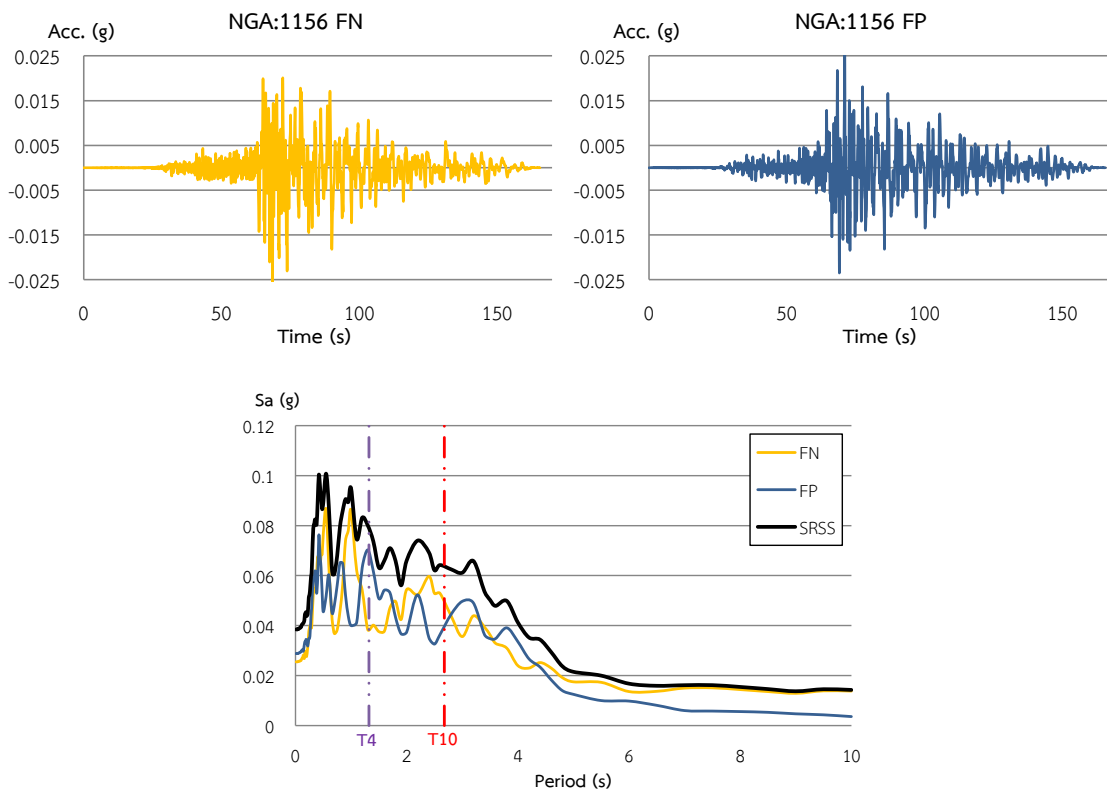 NGA:1156 FN
Acc. (g)
0.025
0.015
0.005
-0.005
-0.015
-0.025
0 50 100 150
Time (s)
NGA:1156 FP
Acc. (g)
0.025
0.015
0.005
-0.005
-0.015
-0.025
0 50 100 150
Time (s)
Sa (g)
0.12
0.1
0.08
0.06
0.04
0.02
0
FN
FP
SRSS
T4 T10
0 2 4 6 8 10
Period (s)